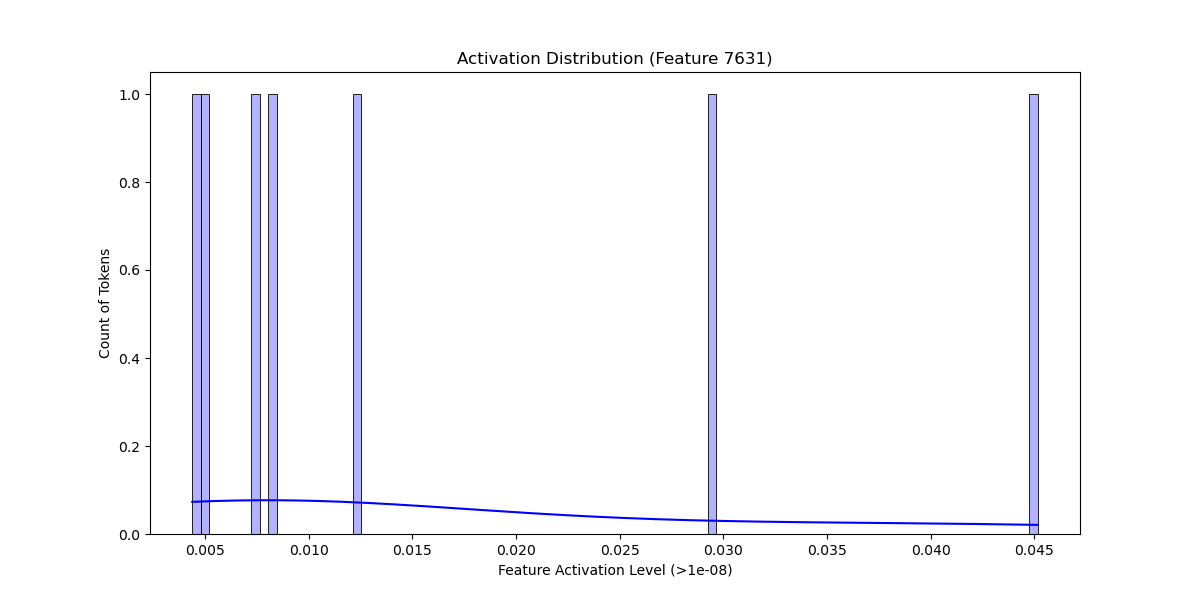 Activation Distribution (Feature 7631)
1.0
0.8
0.6
0.4
0.2
0.0
Count of Tokens
0.005 0.010 0.015 0.020 0.025 0.030 0.035 0.040 0.045
Feature Activation Level (>1e-08)